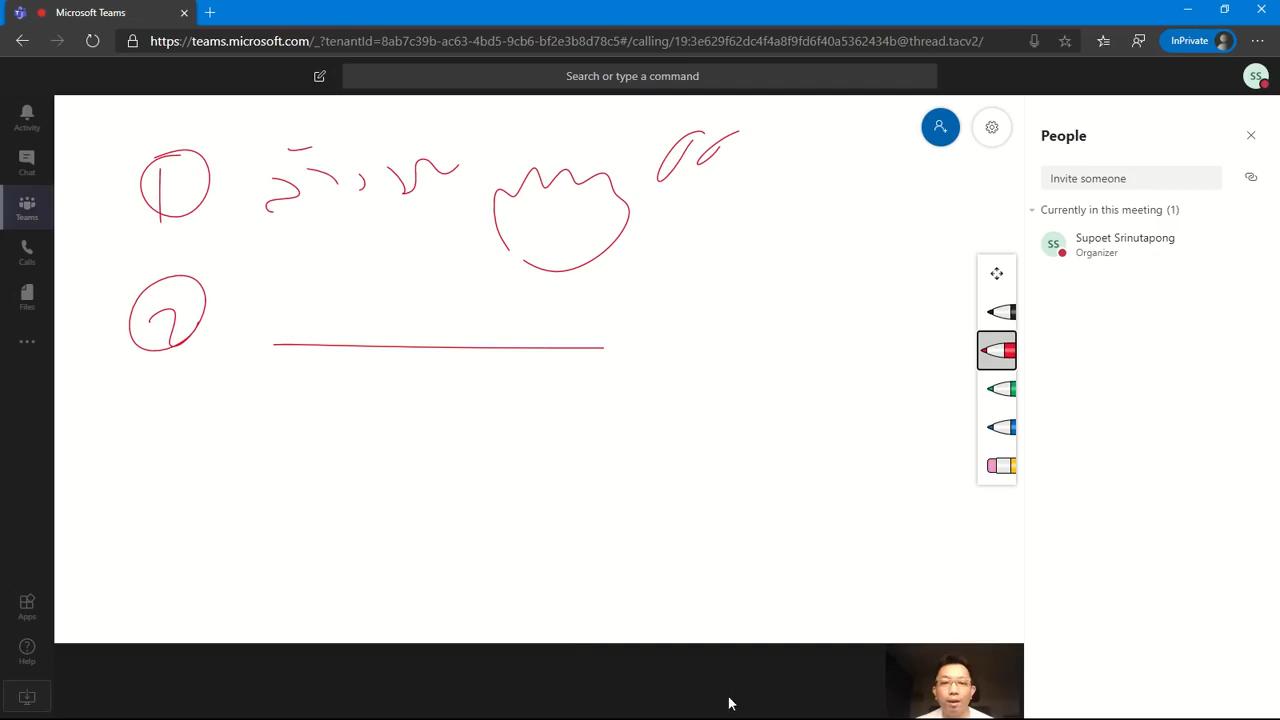 Microsoft Teams
https://teams.microsoft.com/_?tenantId=8ab7c39b-ac63-4bd5-9cb6-bf2e3b8d78c5#/calling/19:3e629f62dc4f4a8f9fd6f40a5362434b@thread.tacv2/
InPrivate
Search or type a command
SS
Activity
Chat
Teams
Calls
Files
Apps
Help
1
2
People
Invite someone
Currently in this meeting (1)
SS
Supoet Srinutapong
Organizer